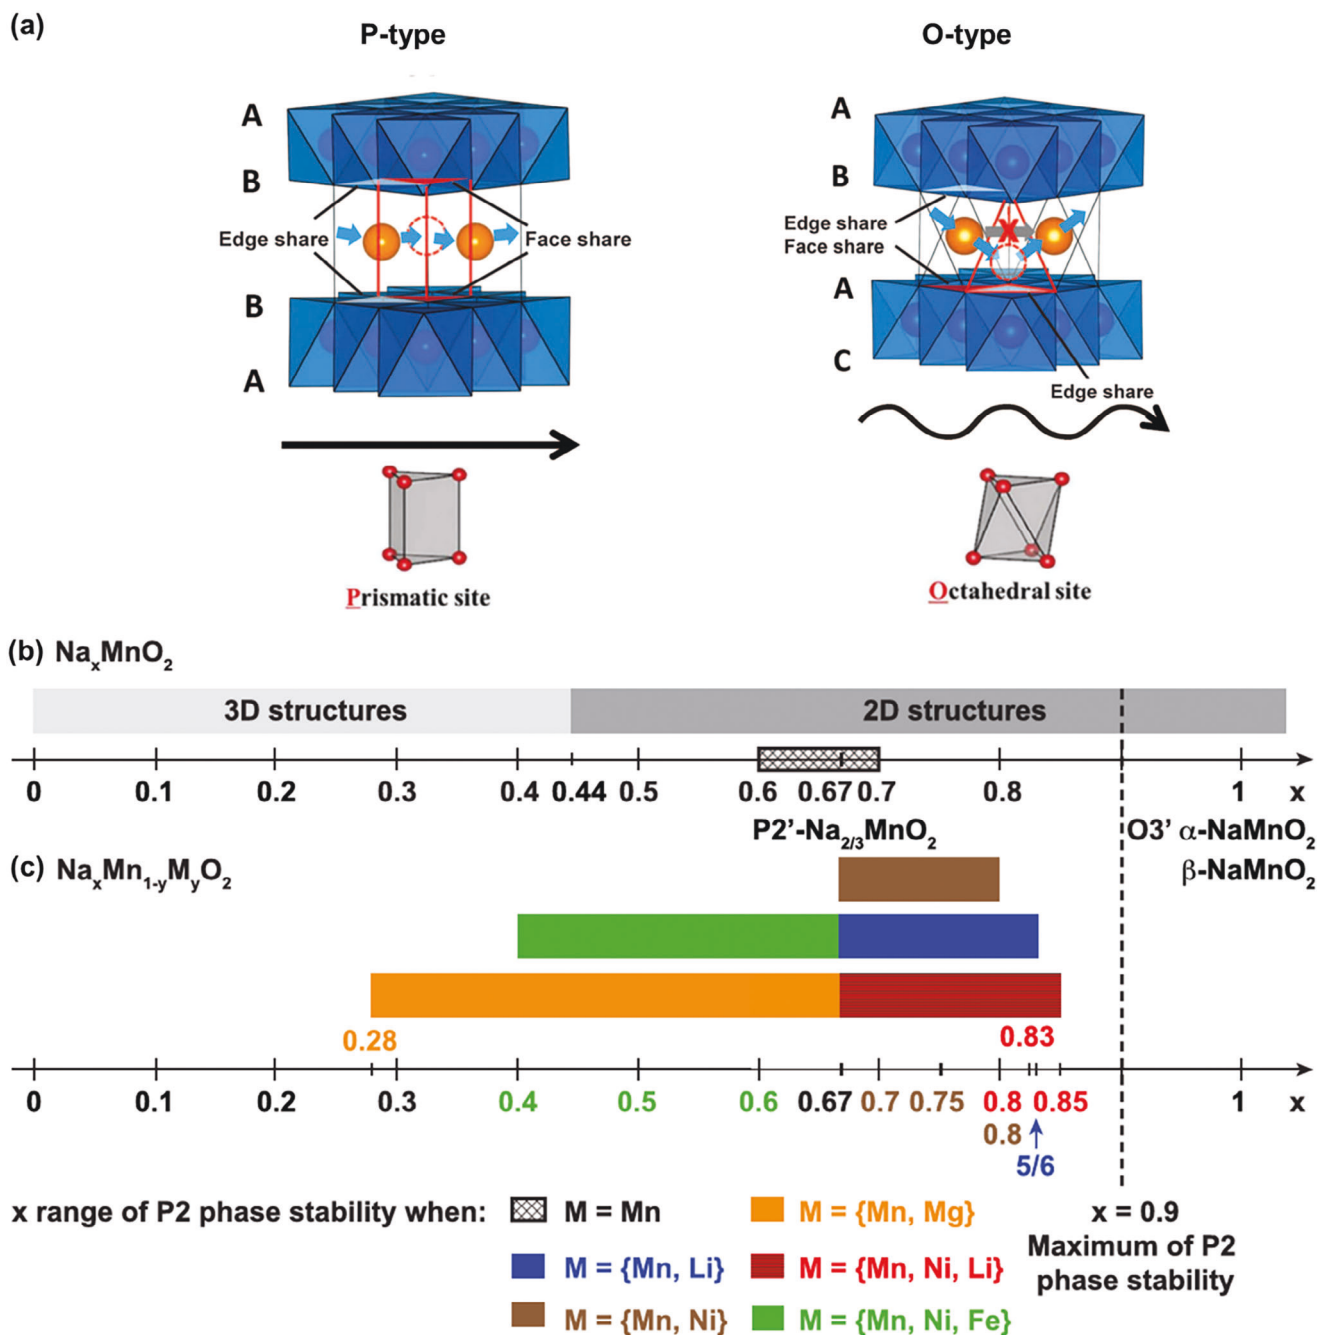 (a)
P-type
O-type
A
B
Edge share
Face share
B
A
A
B
Edge share
Face share
A
C
Edge share
Prismatic site
Octahedral site
(b) NaₓMnO₂
3D structures
2D structures
0 0.1 0.2 0.3 0.4 0.44 0.5 0.6 0.67 0.7 0.8 1 x
P2'-Na₂/₃MnO₂
O3' α-NaMnO₂
β-NaMnO₂
(c) NaₓMn₁₋ᵧMᵧO₂
0.28
0.83
0 0.1 0.2 0.3 0.4 0.5 0.6 0.67 0.7 0.75 0.8 0.85 1 x
0.8
5/6
x range of P2 phase stability when:
M = Mn
M = {Mn, Mg}
M = {Mn, Li}
M = {Mn, Ni, Li}
M = {Mn, Ni}
M = {Mn, Ni, Fe}
x = 0.9
Maximum of P2
phase stability